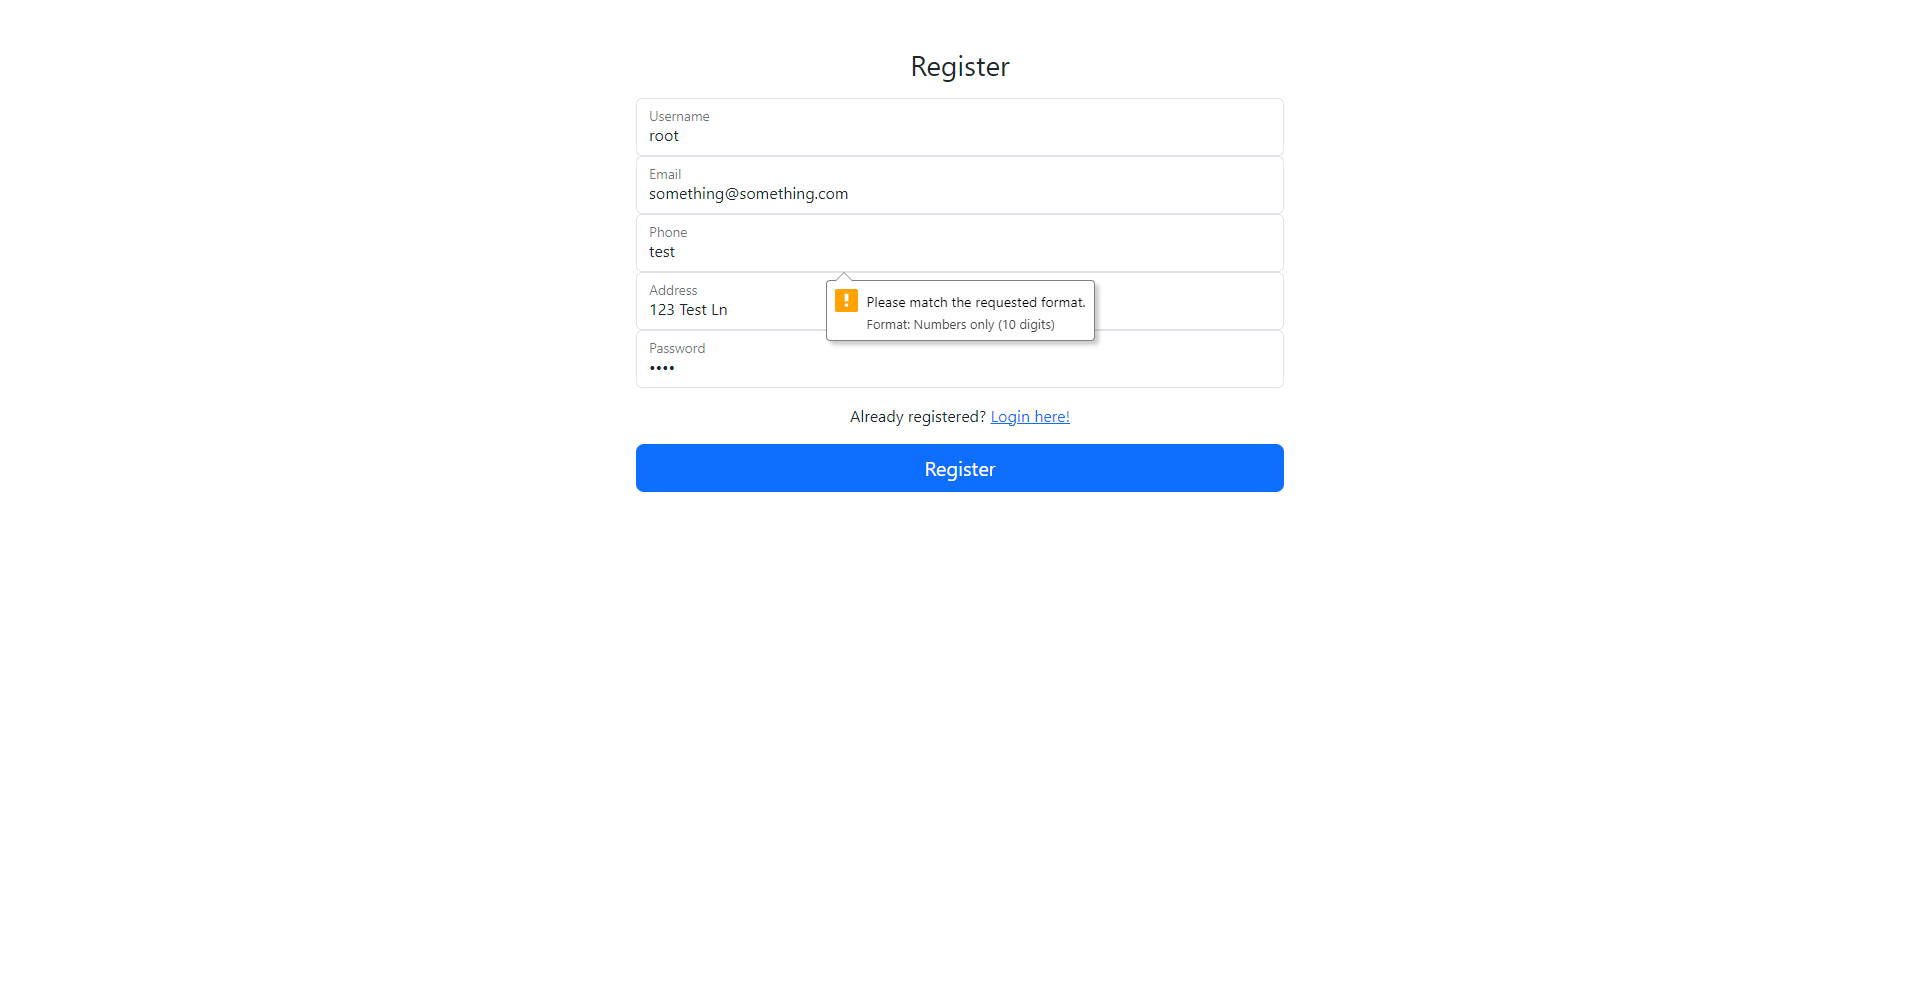 Register
Username
root
Email
something@something.com
Phone
test
Address
123 Test Ln
Please match the requested format.
Format: Numbers only (10 digits)
Password
••••
Already registered? Login here!
Register